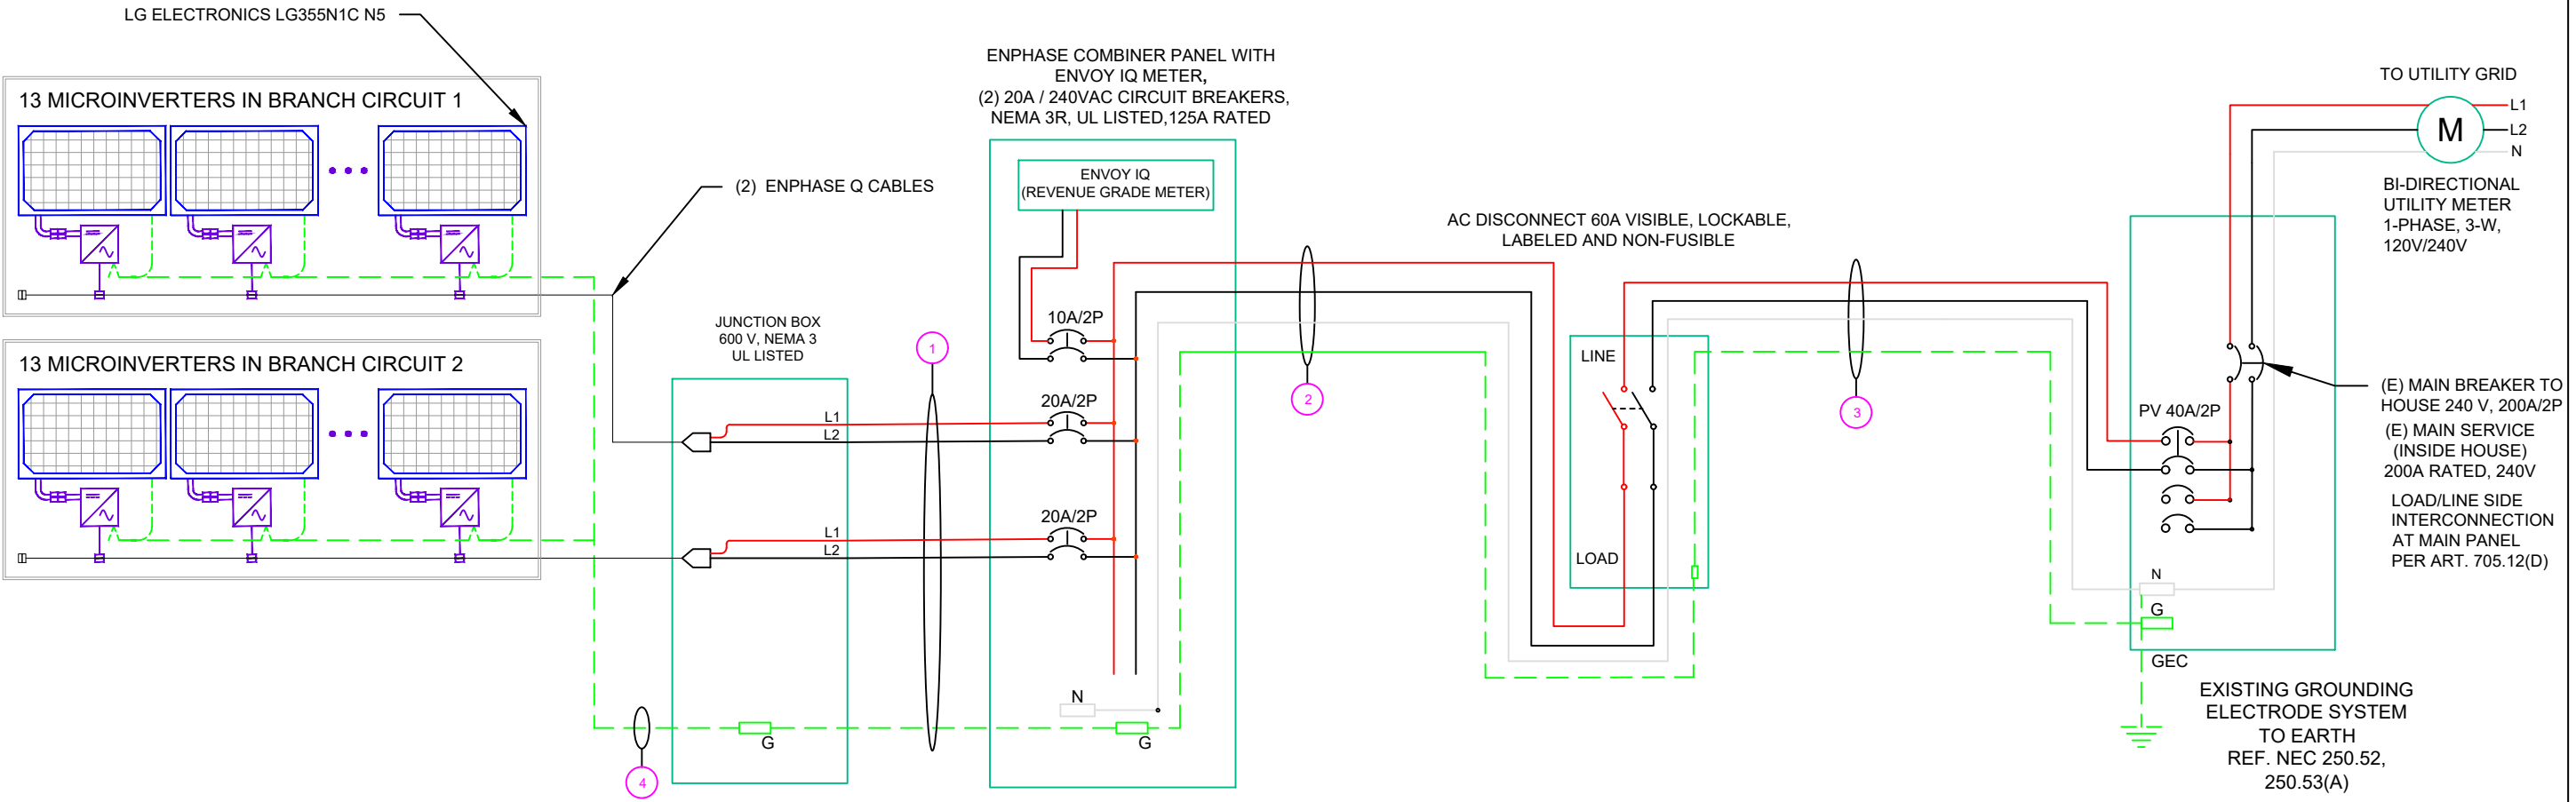 LG ELECTRONICS LG355N1C N5
13 MICROINVERTERS IN BRANCH CIRCUIT 1
13 MICROINVERTERS IN BRANCH CIRCUIT 2
(2) ENPHASE Q CABLES
JUNCTION BOX
600 V, NEMA 3
UL LISTED
L1
L2
L1
L2
G
4
1
ENPHASE COMBINER PANEL WITH
ENVOY IQ METER,
(2) 20A / 240VAC CIRCUIT BREAKERS,
NEMA 3R, UL LISTED,125A RATED
ENVOY IQ
(REVENUE GRADE METER)
10A/2P
20A/2P
20A/2P
N
G
2
AC DISCONNECT 60A VISIBLE, LOCKABLE,
LABELED AND NON-FUSIBLE
LINE
LOAD
3
TO UTILITY GRID
M
L1
L2
N
BI-DIRECTIONAL
UTILITY METER
1-PHASE, 3-W,
120V/240V
(E) MAIN BREAKER TO
HOUSE 240 V, 200A/2P
(E) MAIN SERVICE
(INSIDE HOUSE)
200A RATED, 240V
LOAD/LINE SIDE
INTERCONNECTION
AT MAIN PANEL
PER ART. 705.12(D)
PV 40A/2P
N
G
GEC
EXISTING GROUNDING
ELECTRODE SYSTEM
TO EARTH
REF. NEC 250.52,
250.53(A)